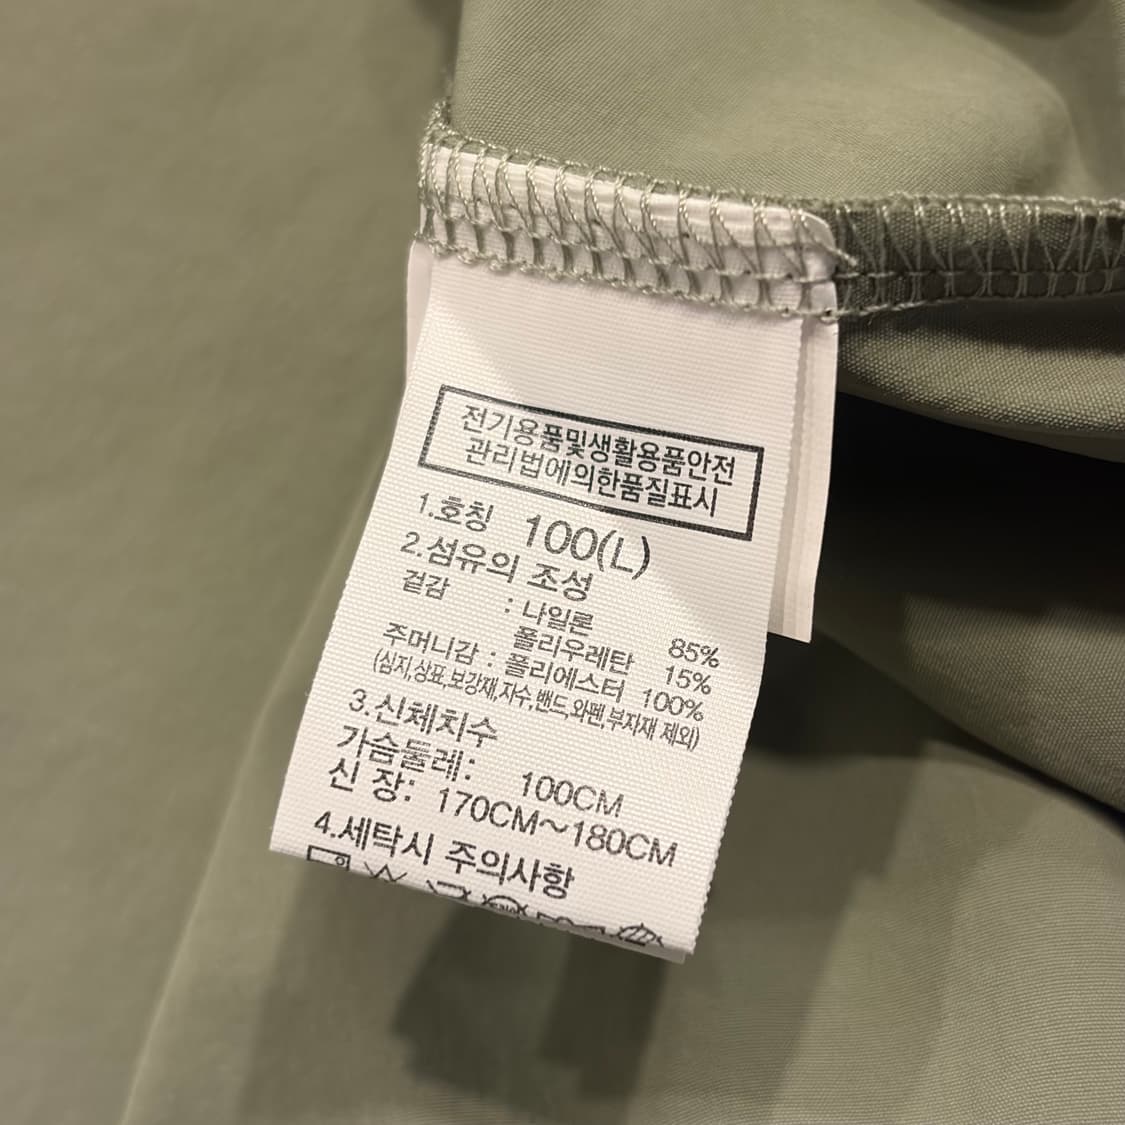 전기용품및생활용품안전
관리법에의한품질표시
1.호칭 100(L)
2.섬유의 조성
겉감 : 나일론 85%
폴리우레탄 15%
주머니감 : 폴리에스터 100%
(심지,상표,보강재,자수,밴드,와펜,부자재 제외)
3.신체치수
가슴둘레: 100CM
신 장: 170CM~180CM
4.세탁시 주의사항